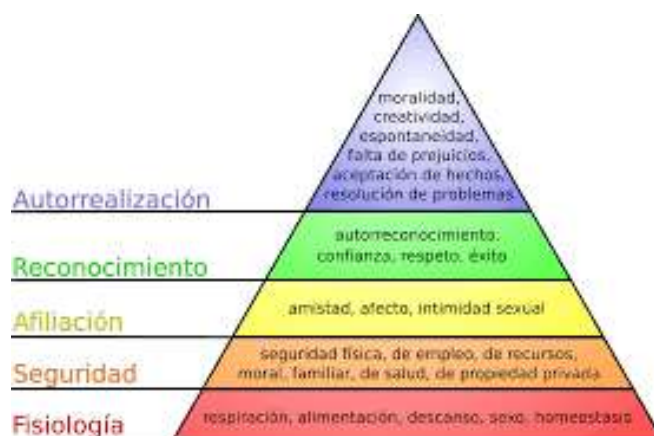 moralidad,
creatividad,
espontaneidad,
falta de prejuicios,
aceptación de hechos,
resolución de problemas
Autorrealización
autorreconocimiento,
confianza, respeto, éxito
Reconocimiento
amistad, afecto, intimidad sexual
Afiliación
seguridad física, de empleo, de recursos,
moral, familiar, de salud, de propiedad privada
Seguridad
respiración, alimentación, descanso, sexo, homeostasis
Fisiología